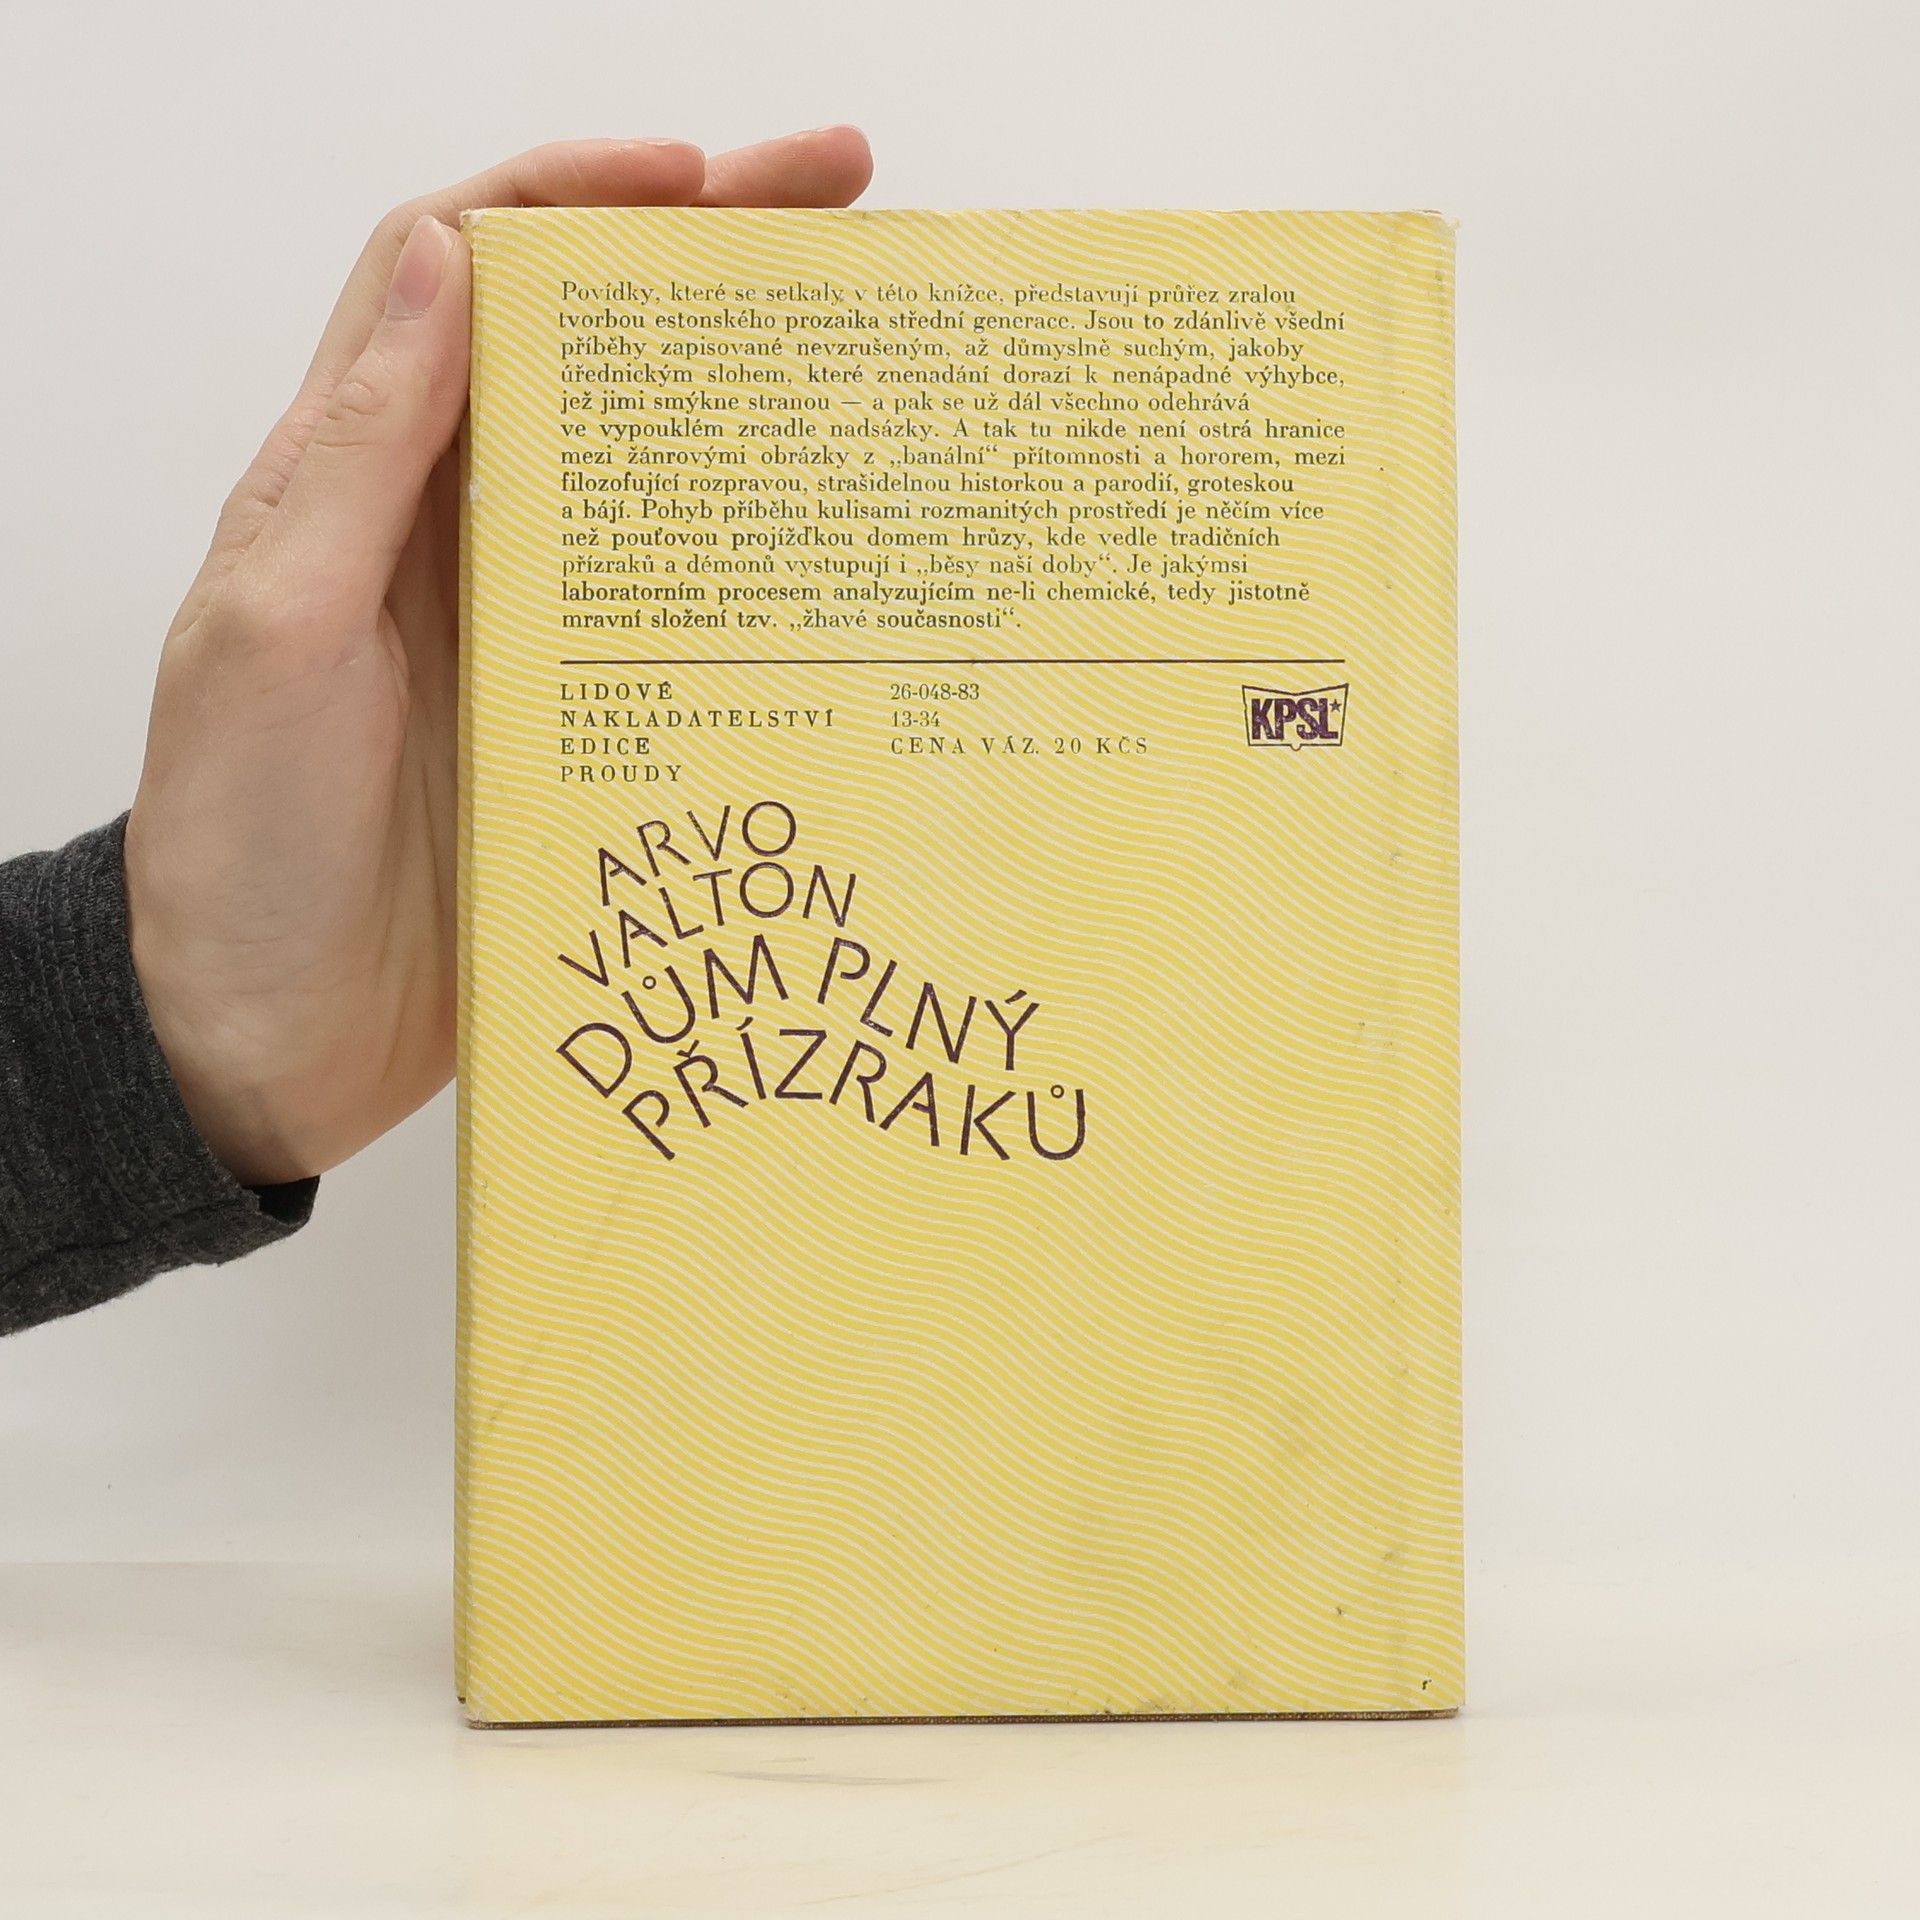 Povídky, které se setkaly v této knížce, představují průřez zralou
tvorbou estonského prozaika střední generace. Jsou to zdánlivě všední
příběhy zapisované nevzrušeným, až důmyslně suchým, jakoby
úřednickým slohem, které znenadání dorazí k nenápadné výhybce,
jež jimi smýkne stranou — a pak se už dál všechno odehrává
ve vypouklém zrcadle nadsázky. A tak tu nikde není ostrá hranice
mezi žánrovými obrázky z „banální“ přítomnosti a hororem, mezi
filozofující rozpravou, strašidelnou historkou a parodií, groteskou
a bájí. Pohyb příběhu kulisami rozmanitých prostředí je něčím více
než pouťovou projížďkou domem hrůzy, kde vedle tradičních
přízraků a démonů vystupují i „běsy naší doby“. Je jakýmsi
laboratorním procesem analyzujícím ne-li chemické, tedy jistotně
mravní složení tzv. „žhavé současnosti“.
LIDOVÉ
NAKLADATELSTVÍ
EDICE
PROUDY
26-048-83
13-34
CENA VÁZ. 20 KČS
KPSL
ARVO
VALTON
DŮM PLNÝ
PŘÍZRAKŮ